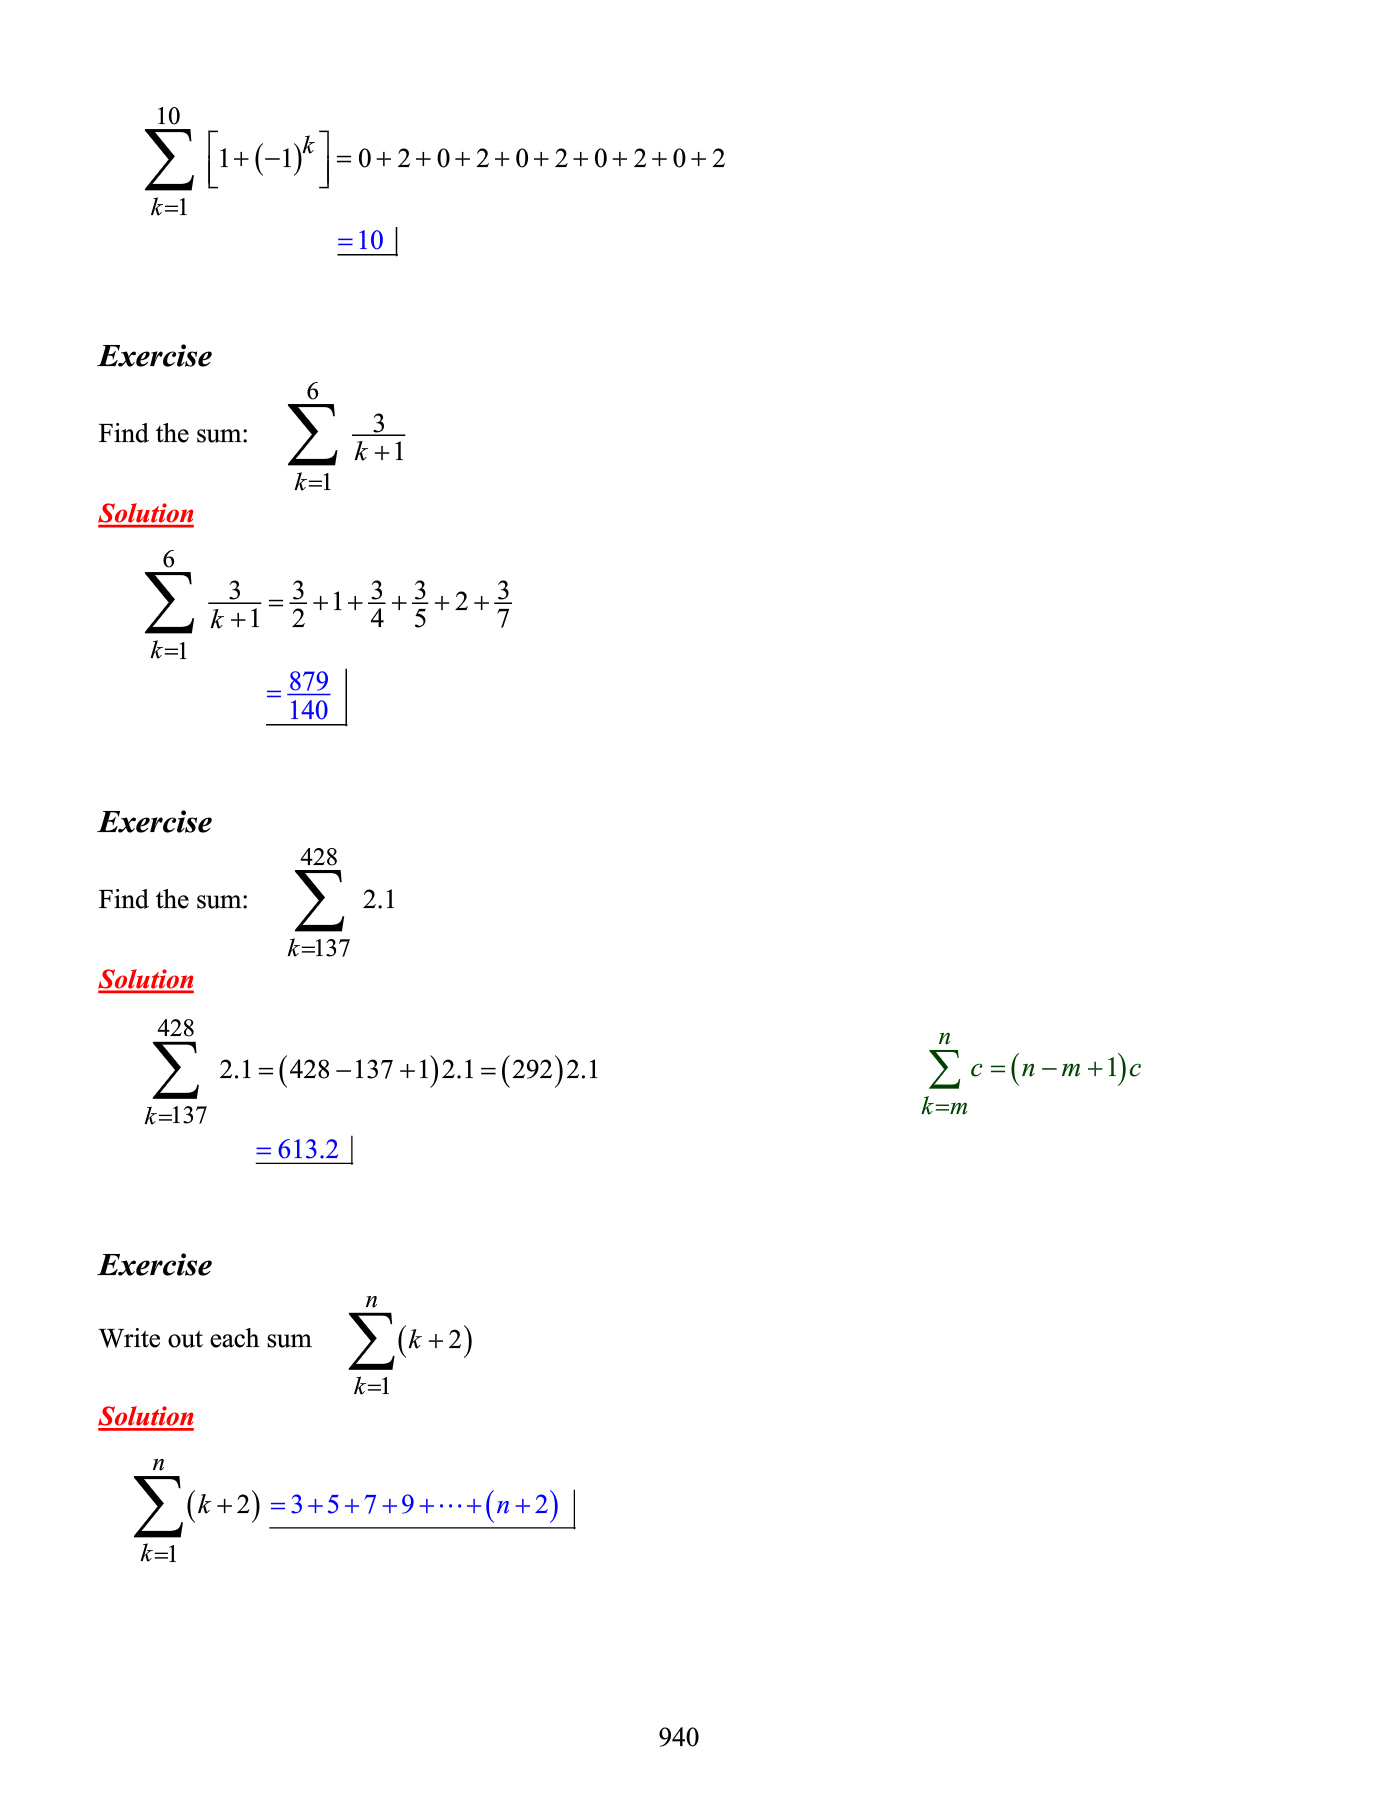 \sum_{k=1}^{10} \left[ 1 + (-1)^k \right] = 0 + 2 + 0 + 2 + 0 + 2 + 0 + 2 + 0 + 2
= 10
Exercise
Find the sum: \sum_{k=1}^{6} \frac{3}{k+1}
Solution
\sum_{k=1}^{6} \frac{3}{k+1} = \frac{3}{2} + 1 + \frac{3}{4} + \frac{3}{5} + 2 + \frac{3}{7}
= \frac{879}{140}
Exercise
Find the sum: \sum_{k=137}^{428} 2.1
Solution
\sum_{k=137}^{428} 2.1 = (428 - 137 + 1) 2.1 = (292) 2.1 \sum_{k=m}^{n} c = (n - m + 1) c
= 613.2
Exercise
Write out each sum \sum_{k=1}^{n} (k + 2)
Solution
\sum_{k=1}^{n} (k + 2) = 3 + 5 + 7 + 9 + \cdots + (n + 2)
940